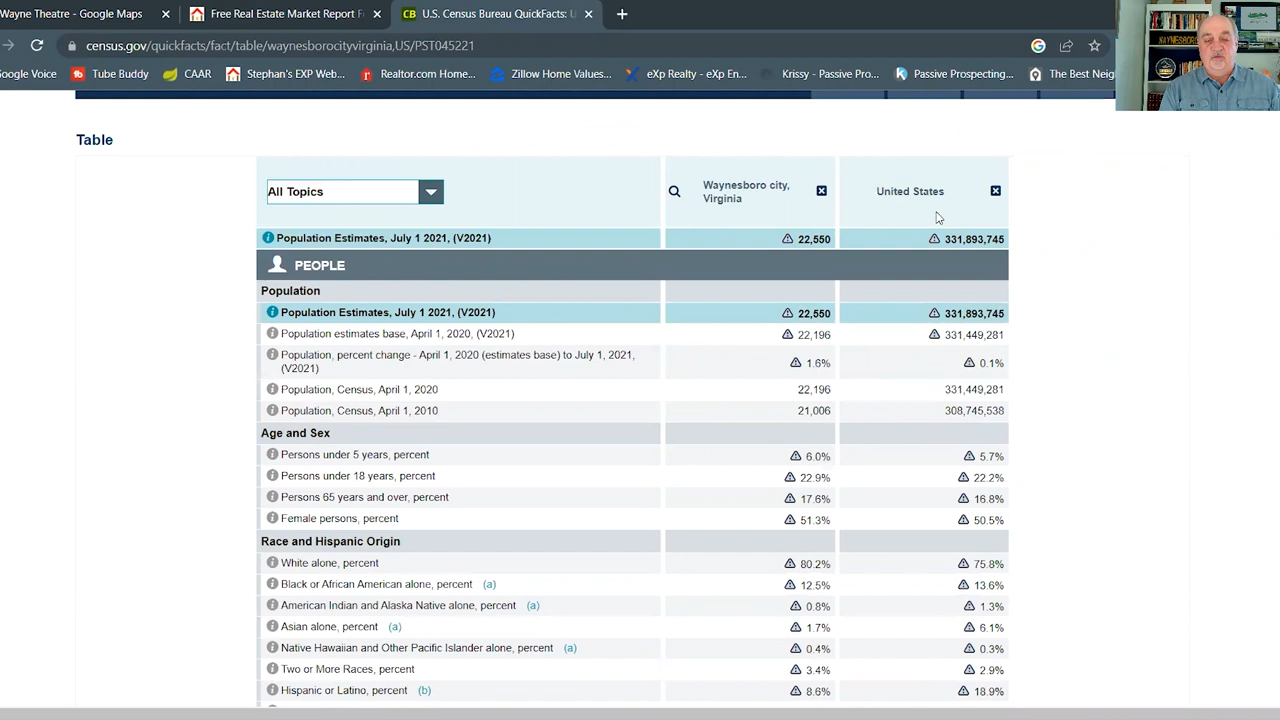 Wayne Theatre - Google Maps
Free Real Estate Market Report F
CB U.S. C
census.gov/quickfacts/fact/table/wayn
cityvirgin
PST04
Google Voice
Tube Buddy
CAAR
Stephan's EXP Web...
Realtor.com Ho
Zillow Home Values...
eXp Realty - eXp
Kolby - Passive Pro
Passive Prospecting...
The Best Neig
WAYNESBORO
Table
All Topics
Waynesboro city, Virginia
United States
Population Estimates, July 1 2021, (V2021) 22,550 331,893,745
PEOPLE
Population
Population Estimates, July 1 2021, (V2021) 22,550 331,893,745
Population estimates base, April 1, 2020, (V2021) 22,196 331,449,281
Population, percent change - April 1, 2020 (estimates base) to July 1, 2021,
(V2021) 1.6% 0.1%
Population, Census, April 1, 2020 22,196 331,449,281
Population, Census, April 1, 2010 21,006 308,745,538
Age and Sex
Persons under 5 years, percent 6.0% 5.7%
Persons under 18 years, percent 22.9% 22.2%
Persons 65 years and over, percent 17.6% 16.8%
Female persons, percent 51.3% 50.5%
Race and Hispanic Origin
White alone, percent 80.2% 75.8%
Black or African American alone, percent (a) 12.5% 13.6%
American Indian and Alaska Native alone, percent (a) 0.8% 1.3%
Asian alone, percent (a) 1.7% 6.1%
Native Hawaiian and Other Pacific Islander alone, percent (a) 0.4% 0.3%
Two or More Races, percent 3.4% 2.9%
Hispanic or Latino, percent (b) 8.6% 18.9%